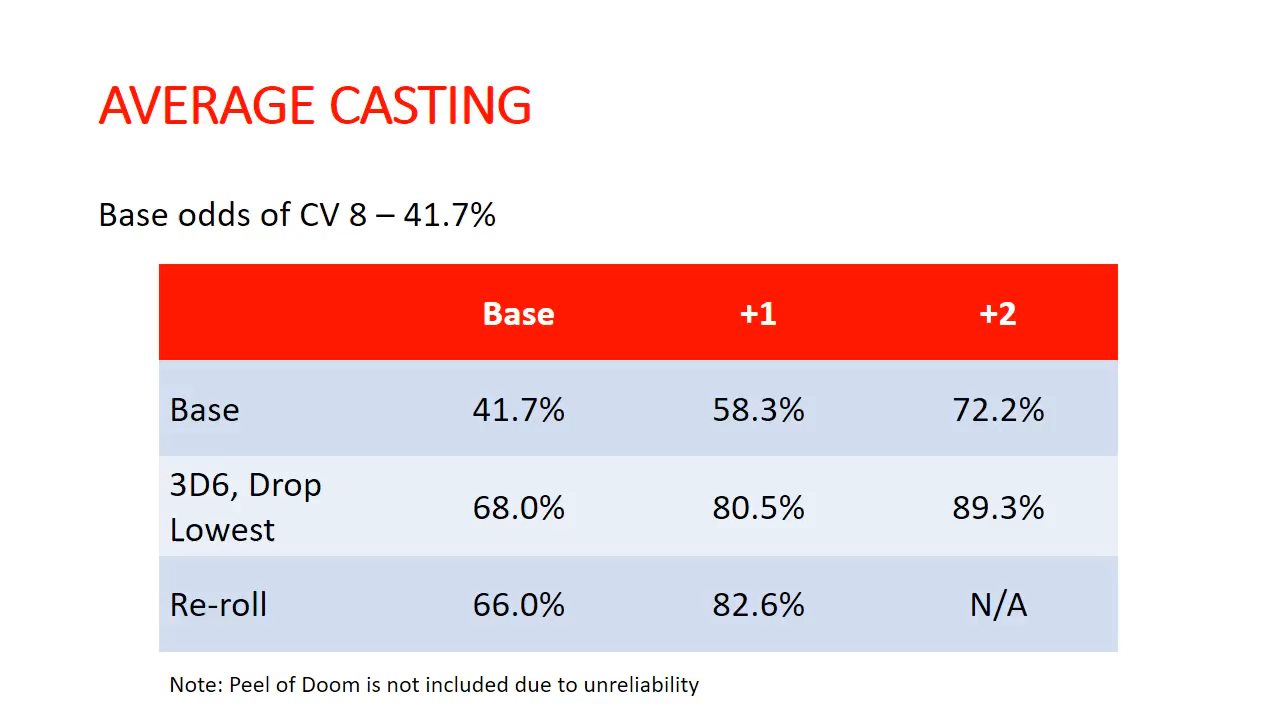 AVERAGE CASTING
Base odds of CV 8 – 41.7%
Base +1 +2
Base 41.7% 58.3% 72.2%
3D6, Drop
Lowest 68.0% 80.5% 89.3%
Re-roll 66.0% 82.6% N/A
Note: Peel of Doom is not included due to unreliability